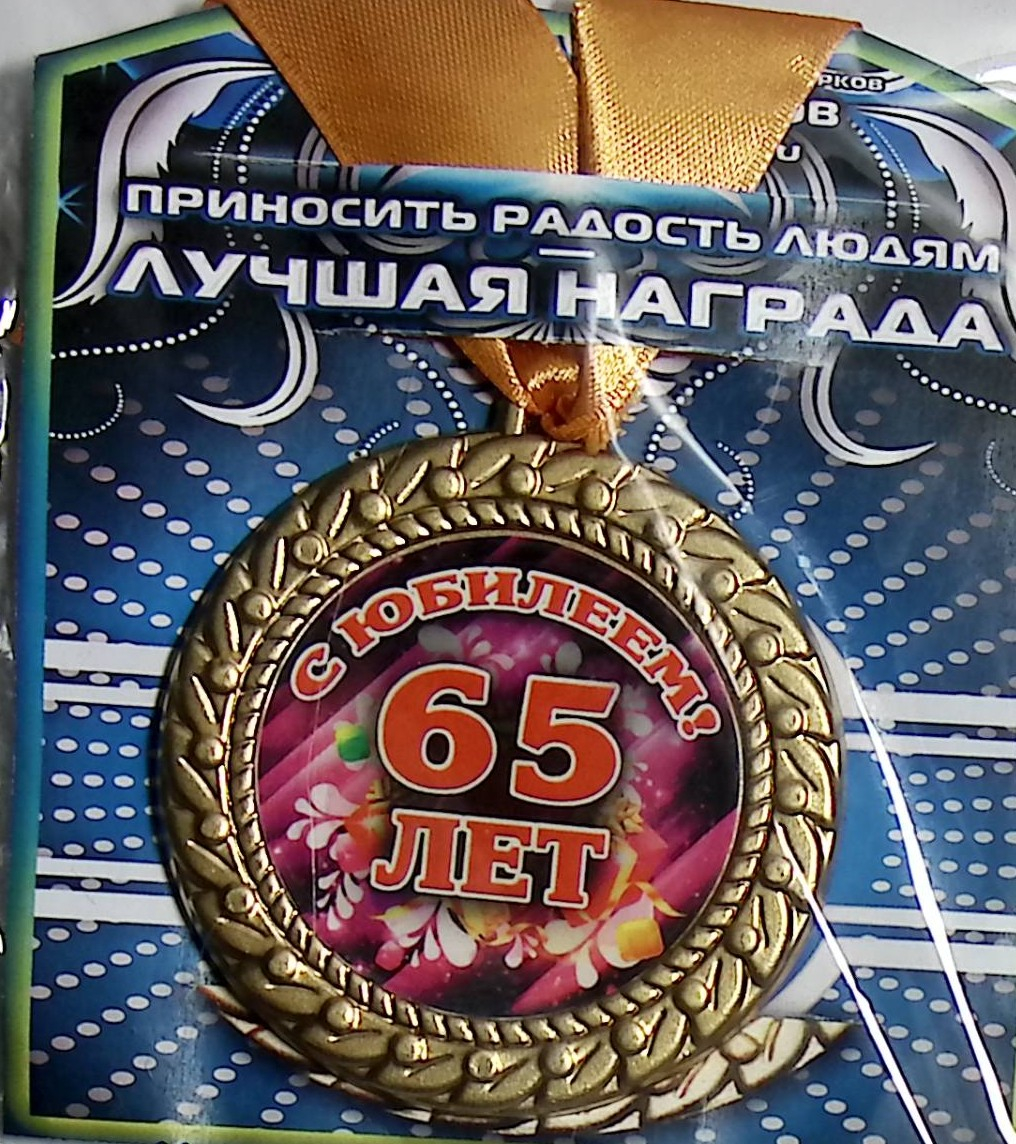 ПРИНОСИТЬ РАДОСТЬ ЛЮДЯМ
—
ЛУЧШАЯ НАГРАДА
С ЮБИЛЕЕМ!
65
ЛЕТ